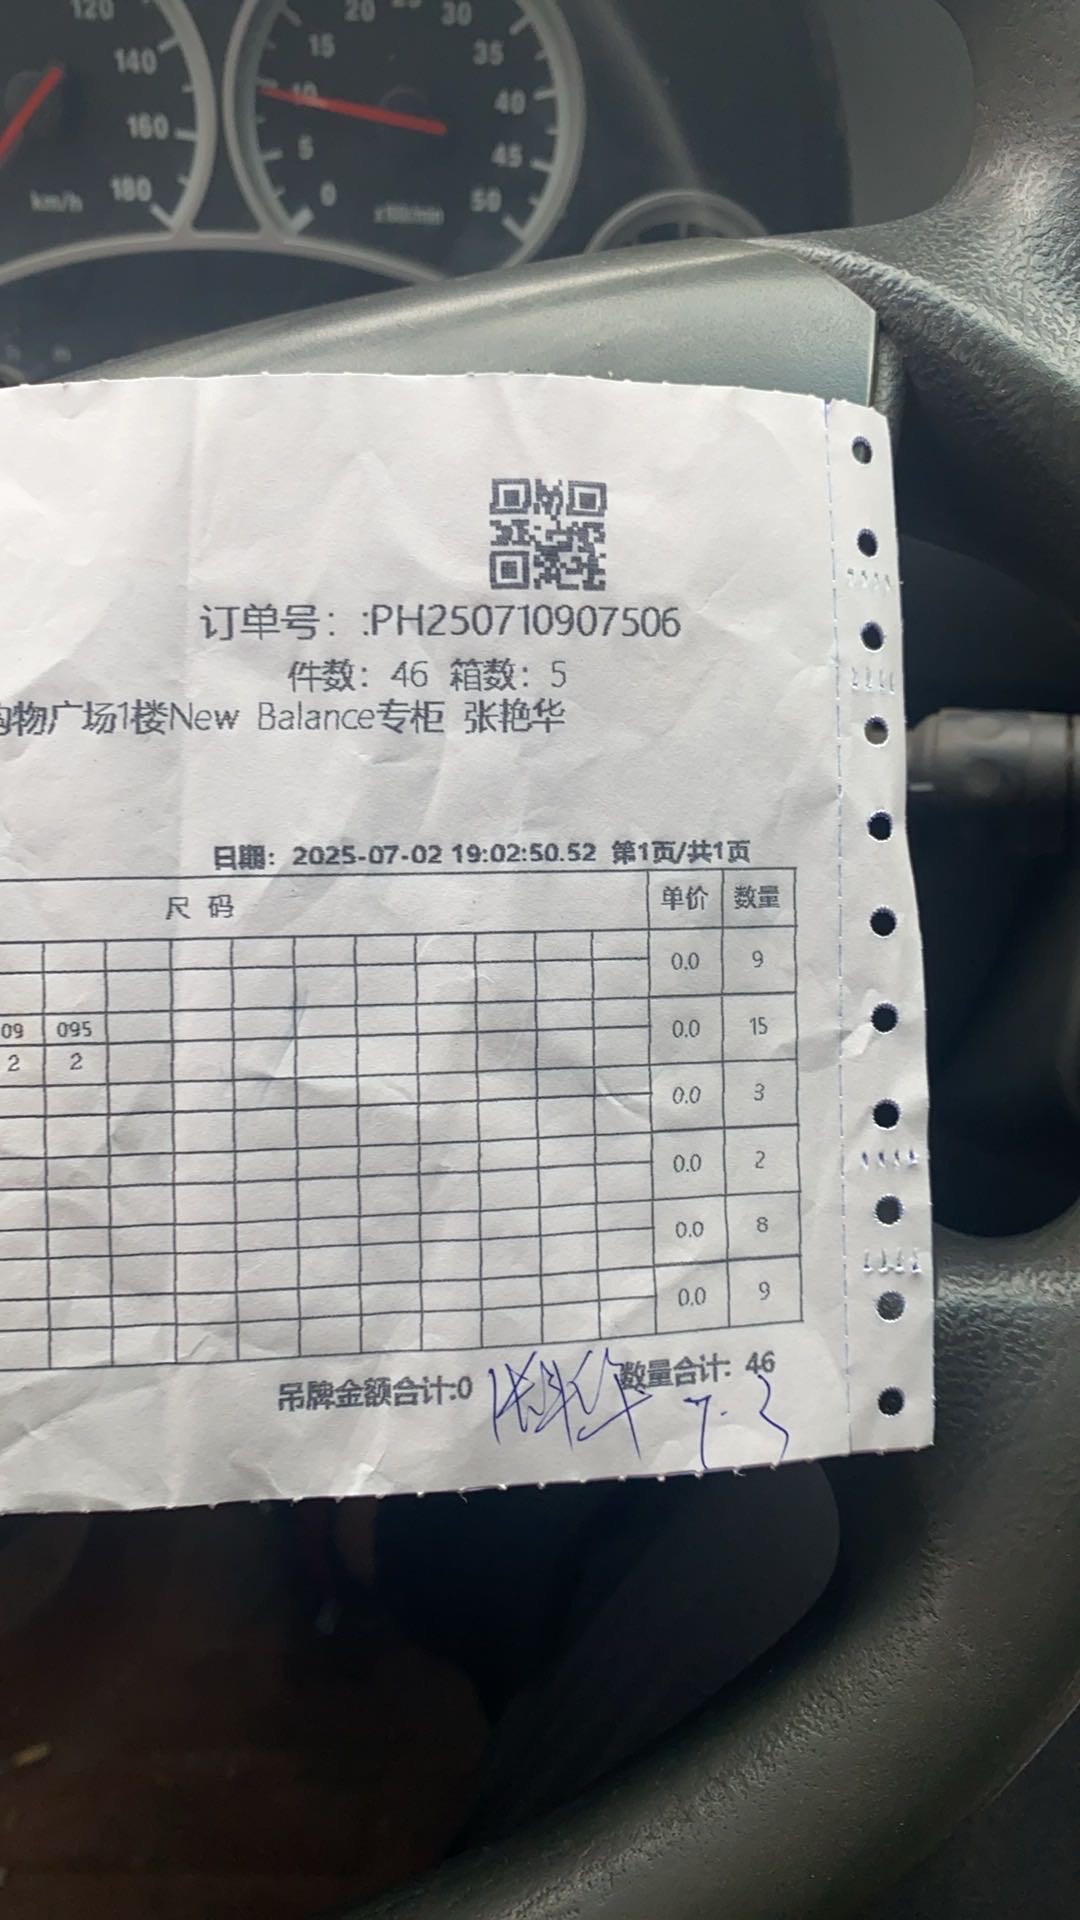 120
140
160
180
km/h
20
25
30
15
35
10
40
5
45
0
50
订单号：:PH250710907506
件数：46 箱数：5
物广场1楼New Balance专柜 张艳华
日期：2025-07-02 19:02:50.52 第1页/共1页
尺 码 单价 数量
0.0 9
09 095 0.0 15
2 2
0.0 3
0.0 2
0.0 8
0.0 9
吊牌金额合计:0 数量合计: 46
7.3